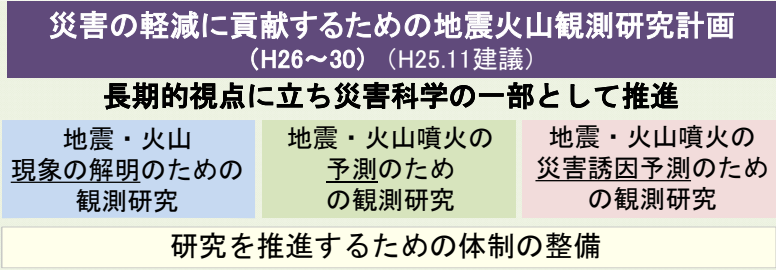 災害の軽減に貢献するための地震火山観測研究計画
（H26～30）（H25.11建議）
長期的視点に立ち災害科学の一部として推進
地震・火山
現象の解明のための
観測研究
地震・火山噴火の
予測のため
の観測研究
地震・火山噴火の
災害誘因予測のため
の観測研究
研究を推進するための体制の整備